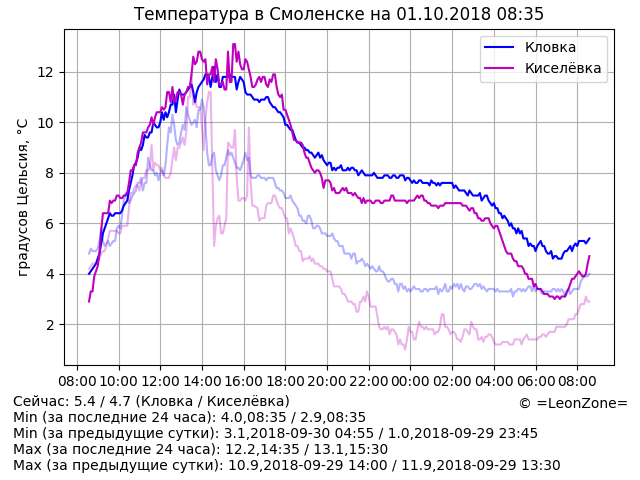 Температура в Смоленске на 01.10.2018 08:35
Кловка
Киселёвка
градусов Цельсия, °C
12
10
8
6
4
2
08:00 10:00 12:00 14:00 16:00 18:00 20:00 22:00 00:00 02:00 04:00 06:00 08:00
Сейчас: 5.4 / 4.7 (Кловка / Киселёвка)
© =LeonZone=
Min (за последние 24 часа): 4.0,08:35 / 2.9,08:35
Min (за предыдущие сутки): 3.1,2018-09-30 04:55 / 1.0,2018-09-29 23:45
Max (за последние 24 часа): 12.2,14:35 / 13.1,15:30
Max (за предыдущие сутки): 10.9,2018-09-29 14:00 / 11.9,2018-09-29 13:30